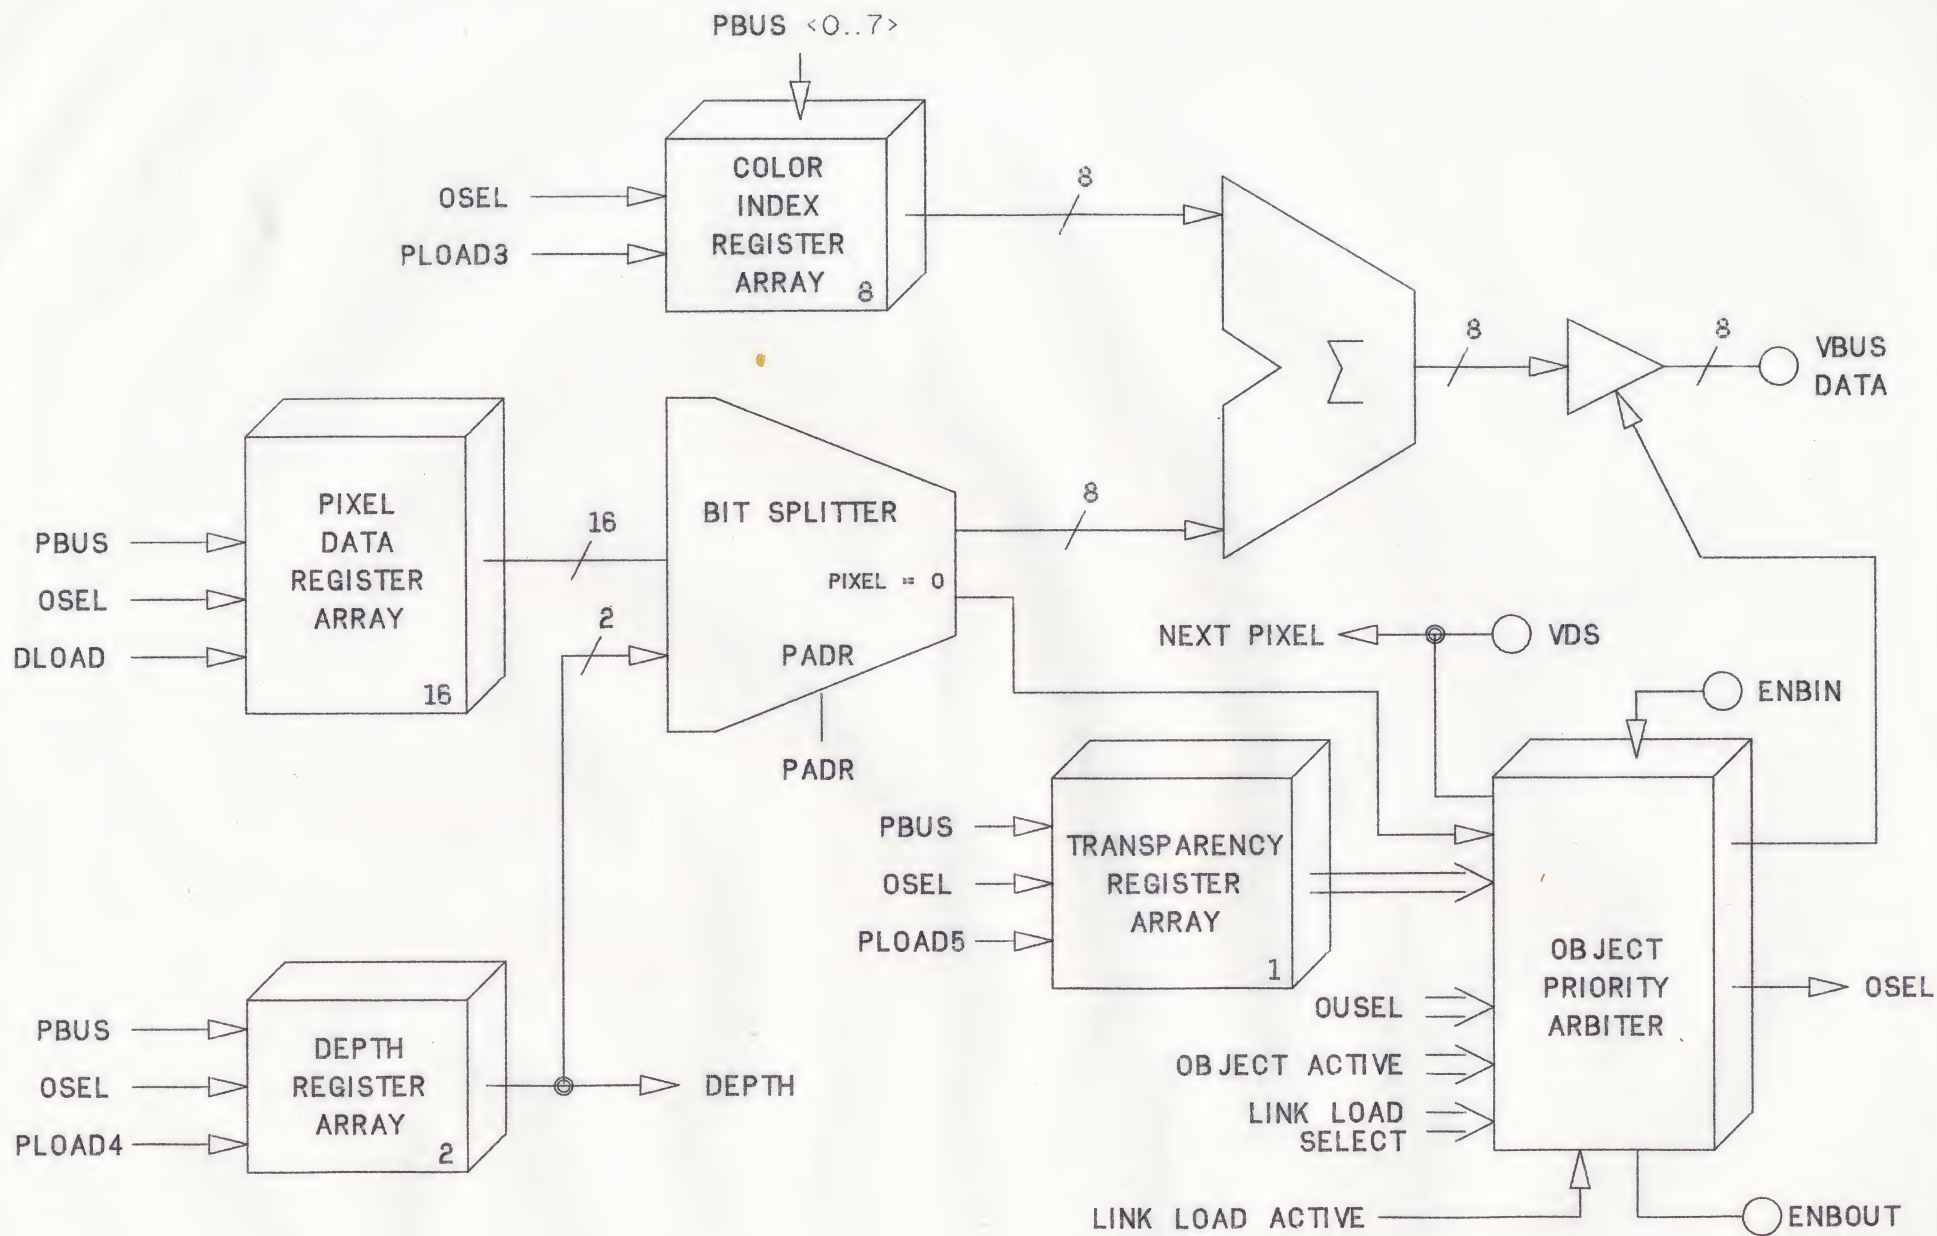 PBUS <0..7>
COLOR
INDEX
REGISTER
ARRAY
8
OSEL
PLOAD3
8
8
8
VBUS
DATA
PIXEL
DATA
REGISTER
ARRAY
16
PBUS
OSEL
DLOAD
16
2
BIT SPLITTER
PIXEL = 0
PADR
PADR
8
NEXT PIXEL
VDS
ENBIN
PBUS
OSEL
PLOAD5
TRANSPARENCY
REGISTER
ARRAY
1
OBJECT
PRIORITY
ARBITER
OSEL
OUSEL
OBJECT ACTIVE
LINK LOAD
SELECT
LINK LOAD ACTIVE
ENBOUT
PBUS
OSEL
PLOAD4
DEPTH
REGISTER
ARRAY
2
DEPTH